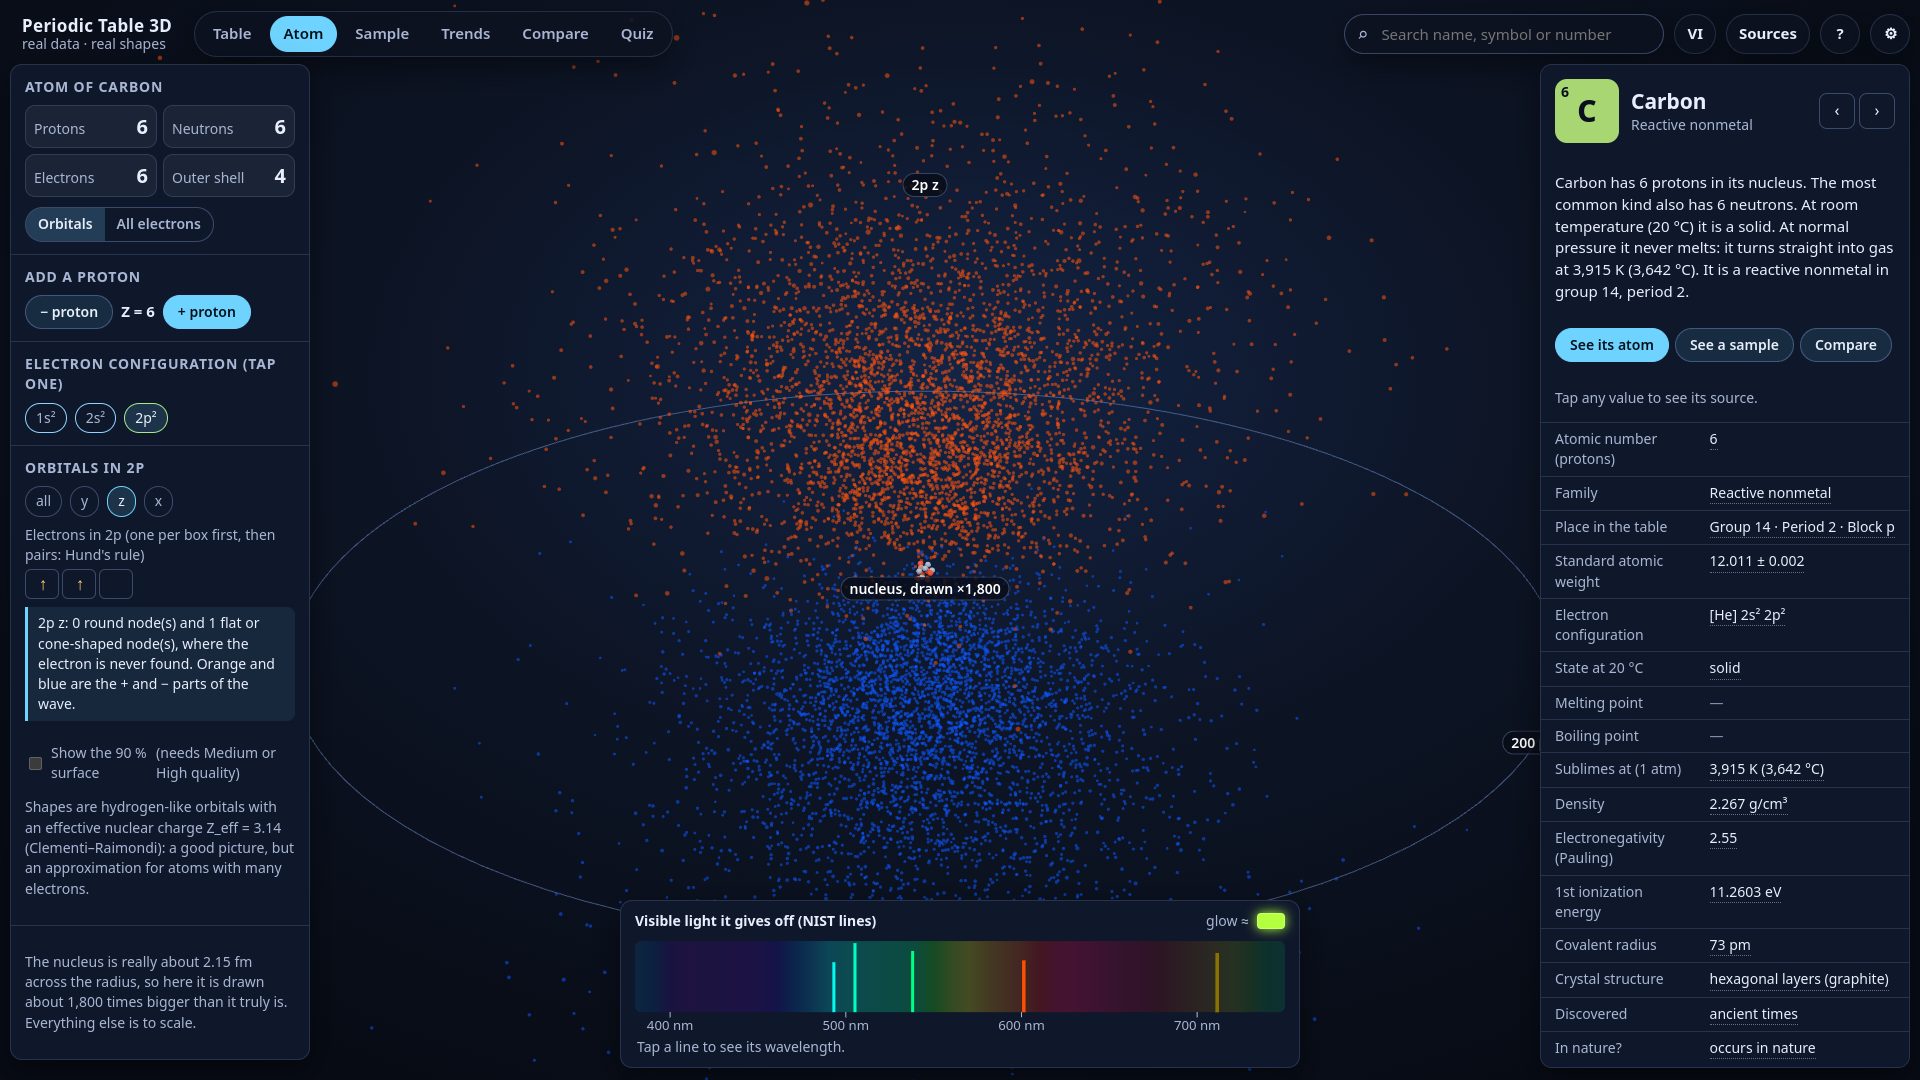 Periodic Table 3D
real data · real shapes
Table Atom Sample Trends Compare Quiz
Search name, symbol or number
VI
Sources
?
ATOM OF CARBON
Protons 6
Neutrons 6
Electrons 6
Outer shell 4
Orbitals All electrons
ADD A PROTON
− proton Z = 6 + proton
ELECTRON CONFIGURATION (TAP
ONE)
1s² 2s² 2p²
ORBITALS IN 2P
all y z x
Electrons in 2p (one per box first, then
pairs: Hund's rule)
↑ ↑
2p z: 0 round node(s) and 1 flat or
cone-shaped node(s), where the
electron is never found. Orange and
blue are the + and − parts of the
wave.
Show the 90 %
surface
(needs Medium or
High quality)
Shapes are hydrogen-like orbitals with
an effective nuclear charge Z_eff = 3.14
(Clementi–Raimondi): a good picture, but
an approximation for atoms with many
electrons.
The nucleus is really about 2.15 fm
across the radius, so here it is drawn
about 1,800 times bigger than it truly is.
Everything else is to scale.
2p z
nucleus, drawn ×1,800
200
Visible light it gives off (NIST lines)
glow ≈
400 nm 500 nm 600 nm 700 nm
Tap a line to see its wavelength.
6
C
Carbon
Reactive nonmetal
‹ ›
Carbon has 6 protons in its nucleus. The most
common kind also has 6 neutrons. At room
temperature (20 °C) it is a solid. At normal
pressure it never melts: it turns straight into gas
at 3,915 K (3,642 °C). It is a reactive nonmetal in
group 14, period 2.
See its atom See a sample Compare
Tap any value to see its source.
Atomic number
(protons)
6
Family Reactive nonmetal
Place in the table Group 14 · Period 2 · Block p
Standard atomic
weight
12.011 ± 0.002
Electron
configuration
[He] 2s² 2p²
State at 20 °C solid
Melting point —
Boiling point —
Sublimes at (1 atm) 3,915 K (3,642 °C)
Density 2.267 g/cm³
Electronegativity
(Pauling)
2.55
1st ionization
energy
11.2603 eV
Covalent radius 73 pm
Crystal structure hexagonal layers (graphite)
Discovered ancient times
In nature? occurs in nature